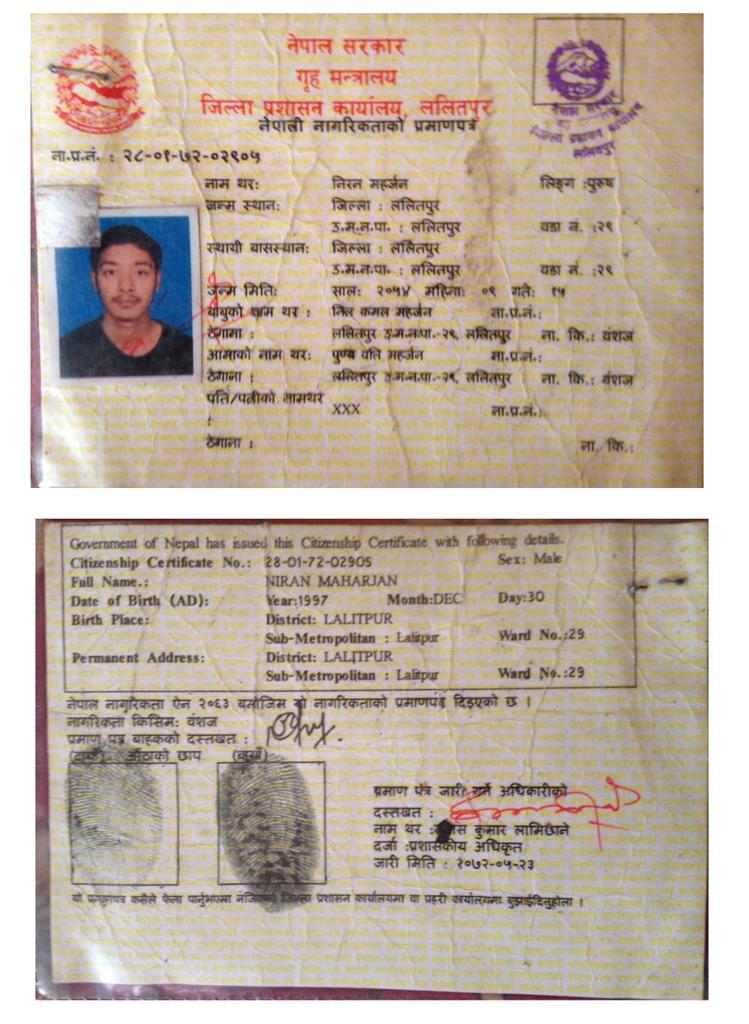 नेपाल सरकार
गृह मन्त्रालय
जिल्ला प्रशासन कार्यालय, ललितपुर
नेपाली नागरिकताको प्रमाणपत्र
जिल्ला प्रशासन कार्यालय
ललितपुर
ना.प्र.नं. : २८-०१-७२-०२९०५
नाम थर: निरन महर्जन लिङ्ग :पुरुष
जन्म स्थान: जिल्ला : ललितपुर
उ.म.न.पा. : ललितपुर वडा नं. :२९
स्थायी बासस्थान: जिल्ला : ललितपुर
उ.म.न.पा. : ललितपुर वडा नं. :२९
जन्म मिति: साल: २०५४ महिना: ०९ गते: १५
बाबुको नाम थर : कमल महर्जन ना.प्र.नं.:
ठेगाना : ललितपुर उ.म.न.पा.-२९, ललितपुर ना. कि.: वंशज
आमाको नाम थर: पुण्य वति महर्जन ना.प्र.नं.:
ठेगाना : ललितपुर उ.म.न.पा.-२९, ललितपुर ना. कि.: वंशज
पति/पत्नीको नामथर
: XXX ना.प्र.नं.:
ठेगाना : ना. कि.:
Government of Nepal has issued this Citizenship Certificate with following details.
Citizenship Certificate No.: 28-01-72-02905 Sex: Male
Full Name.: NIRAN MAHARJAN
Date of Birth (AD): Year:1997 Month:DEC Day:30
Birth Place: District: LALITPUR
Sub-Metropolitan : Lalitpur Ward No.:29
Permanent Address: District: LALITPUR
Sub-Metropolitan : Lalitpur Ward No.:29
नेपाल नागरिकता ऐन २०६३ बमोजिम यो नागरिकताको प्रमाणपत्र दिइएको छ ।
नागरिकता किसिम: वंशज
प्रमाण पत्र बाहकको दस्तखत :
(दायाँ) औंठाको छाप (बायाँ)
प्रमाण पत्र जारी गर्ने अधिकारीको
दस्तखत :
नाम थर : कुमार लामिछाने
दर्जा :प्रशासकीय अधिकृत
जारी मिति : २०७२-०५-२३
यो प्रमाणपत्र कसैले फेला पार्नुभएमा नजिकको जिल्ला प्रशासन कार्यालयमा वा प्रहरी कार्यालयमा बुझाईदिनुहोला ।